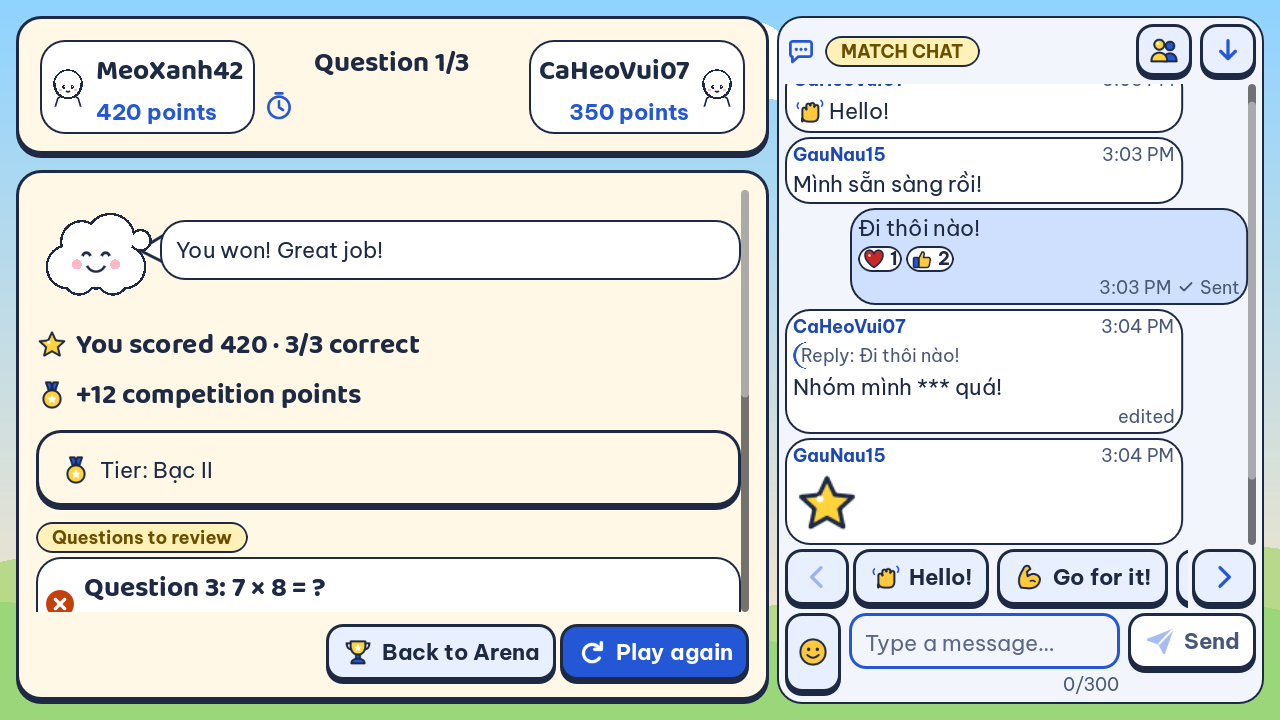 MeoXanh42
420 points
Question 1/3
CaHeoVui07
350 points
You won! Great job!
You scored 420 · 3/3 correct
+12 competition points
Tier: Bạc II
Questions to review
Question 3: 7 × 8 = ?
Back to Arena
Play again
MATCH CHAT
Hello!
GauNau15
3:03 PM
Mình sẵn sàng rồi!
Đi thôi nào!
1
2
3:03 PM ✓ Sent
CaHeoVui07
3:04 PM
Reply: Đi thôi nào!
Nhóm mình *** quá!
edited
GauNau15
3:04 PM
Hello!
Go for it!
Type a message...
Send
0/300